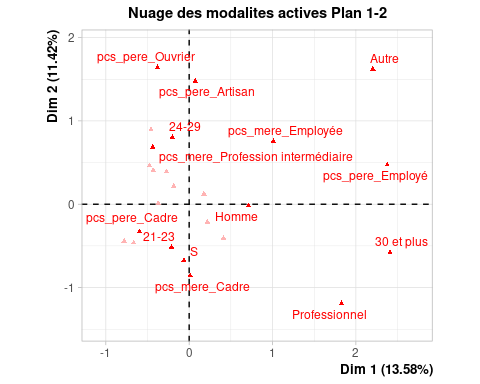 Nuage des modalites actives Plan 1-2
Dim 2 (11.42%)
2
1
0
-1
pcs_pere_Ouvrier
Autre
pcs_pere_Artisan
24-29
pcs_mere_Employée
pcs_mere_Profession intermédiaire
pcs_pere_Employé
pcs_pere_Cadre
Homme
21-23
30 et plus
S
pcs_mere_Cadre
Professionnel
-1
0
1
2
Dim 1 (13.58%)